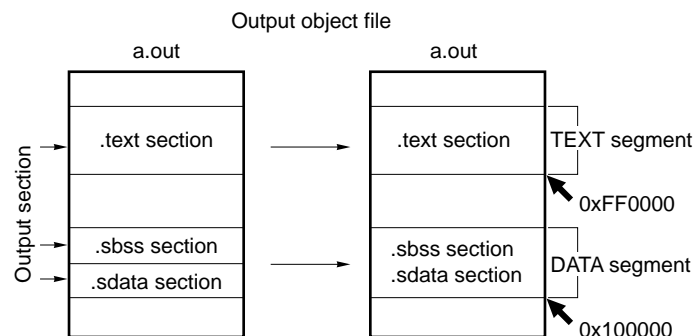 Output object file
a.out
a.out
Output section
.text section
.text section
TEXT segment
0xFF0000
.sbss section
.sdata section
.sbss section
.sdata section
DATA segment
0x100000